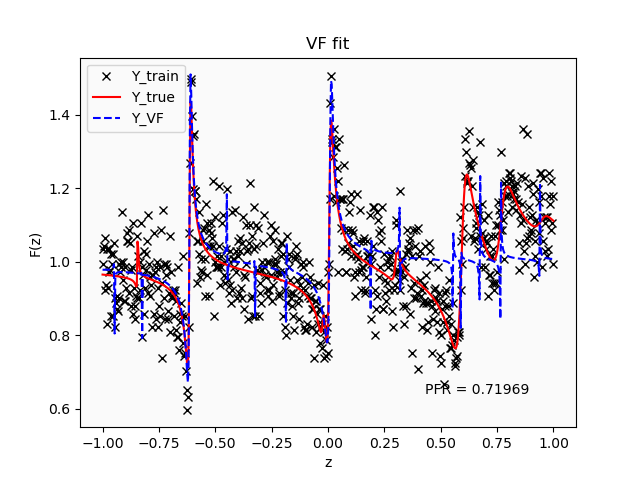 VF fit
Y_train
Y_true
Y_VF
F(z)
1.4
1.2
1.0
0.8
0.6
PFR = 0.71969
−1.00 −0.75 −0.50 −0.25 0.00 0.25 0.50 0.75 1.00
z